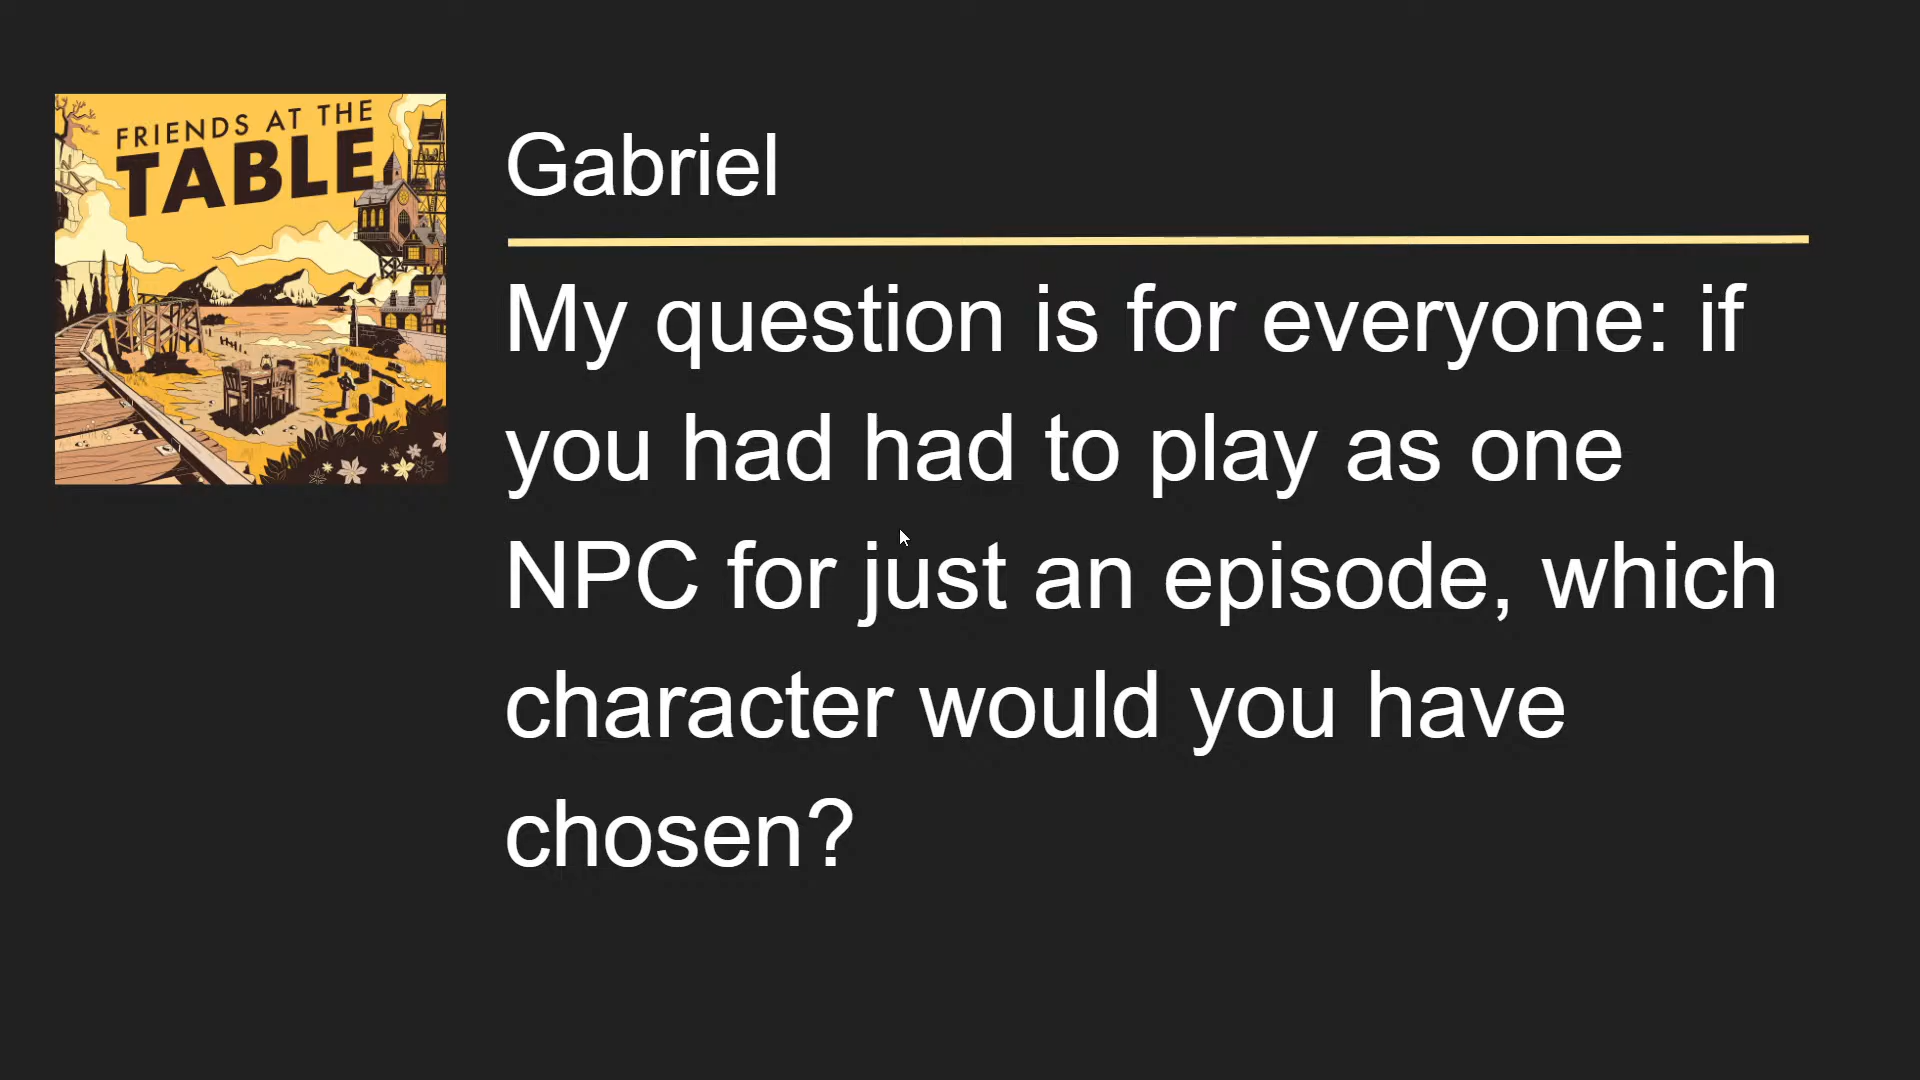 FRIENDS AT THE
TABLE
Gabriel
My question is for everyone: if
you had had to play as one
NPC for just an episode, which
character would you have
chosen?